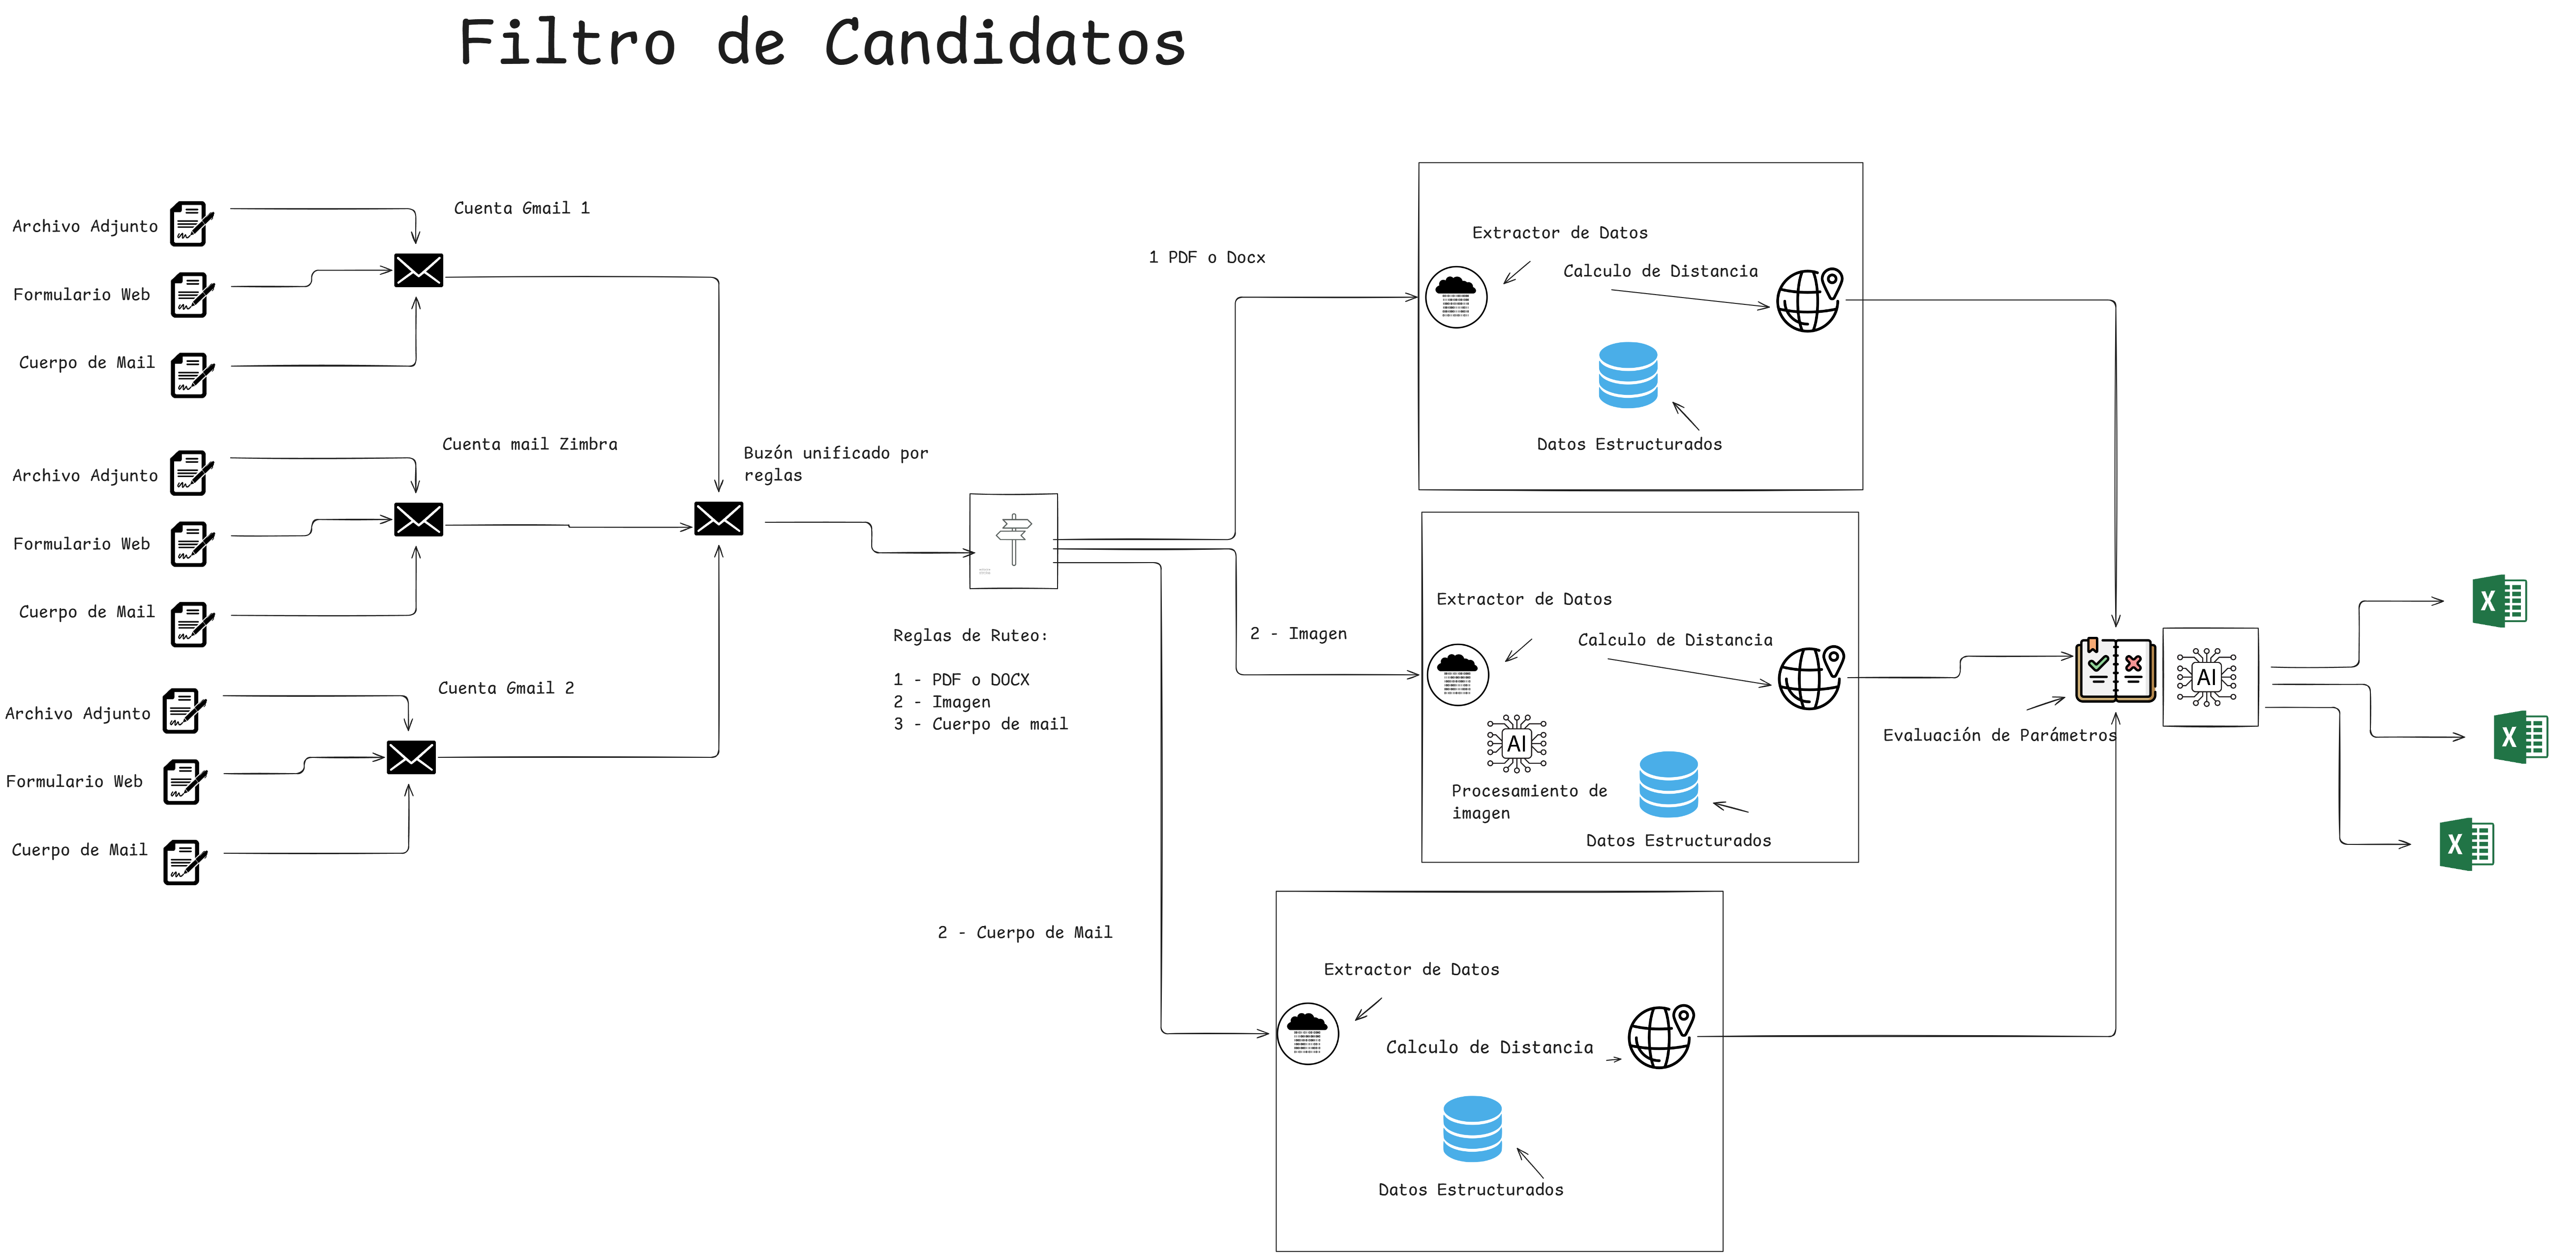 Filtro de Candidatos
Cuenta Gmail 1
Archivo Adjunto
Formulario Web
Cuerpo de Mail
Cuenta mail Zimbra
Archivo Adjunto
Formulario Web
Cuerpo de Mail
Cuenta Gmail 2
Archivo Adjunto
Formulario Web
Cuerpo de Mail
Buzón unificado por
reglas
Reglas de Ruteo:
1 - PDF o DOCX
2 - Imagen
3 - Cuerpo de mail
1 PDF o Docx
Extractor de Datos
Calculo de Distancia
Datos Estructurados
2 - Imagen
Extractor de Datos
Calculo de Distancia
AI
Procesamiento de
imagen
Datos Estructurados
2 - Cuerpo de Mail
Extractor de Datos
Calculo de Distancia
Datos Estructurados
Evaluación de Parámetros
AI
X
X
X